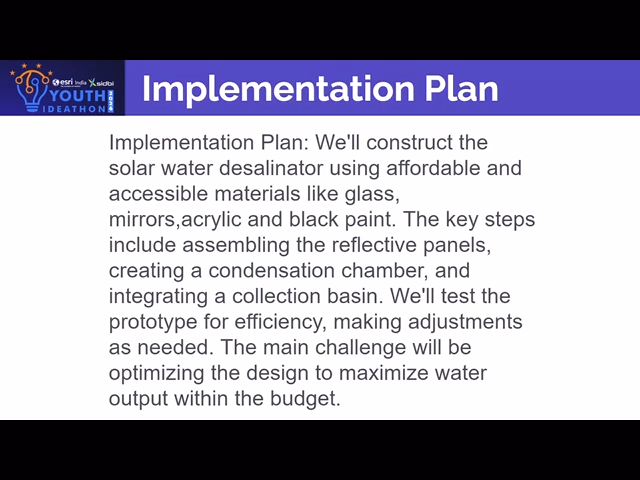 esri India sidbi
YOUTH
IDEATHON
2024
Implementation Plan
Implementation Plan: We'll construct the
solar water desalinator using affordable and
accessible materials like glass,
mirrors,acrylic and black paint. The key steps
include assembling the reflective panels,
creating a condensation chamber, and
integrating a collection basin. We'll test the
prototype for efficiency, making adjustments
as needed. The main challenge will be
optimizing the design to maximize water
output within the budget.